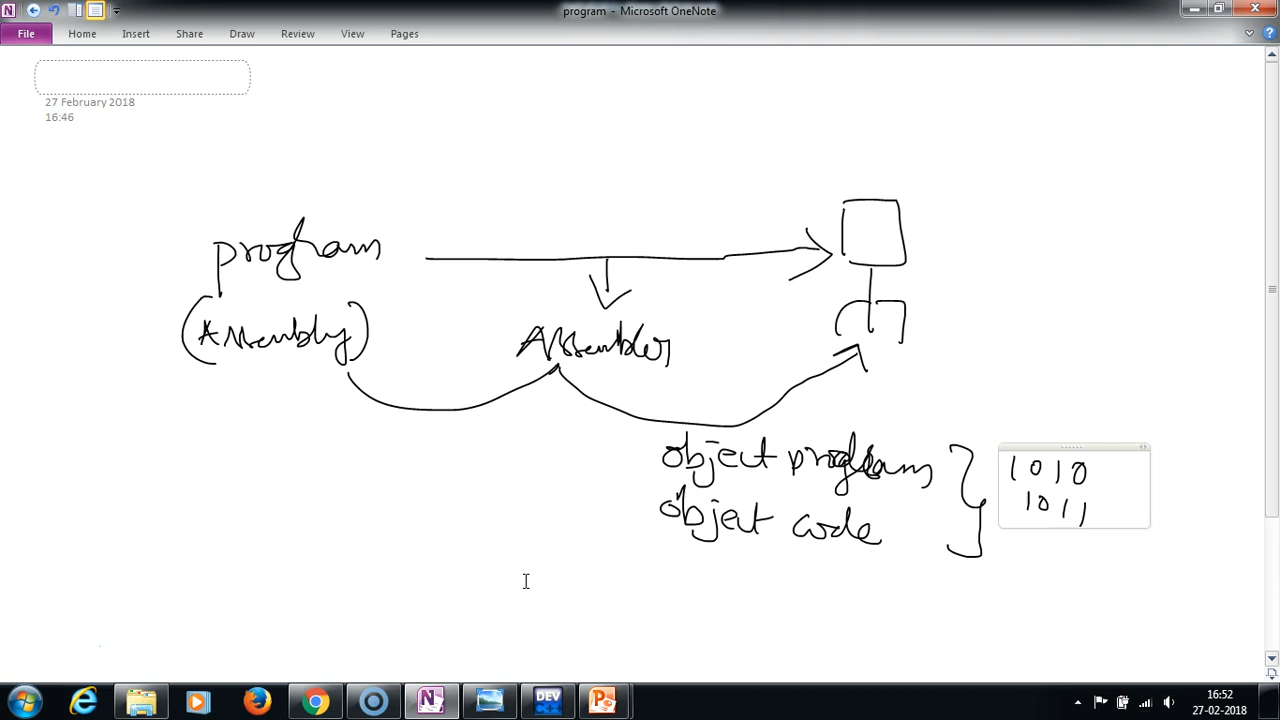 program - Microsoft OneNote
File Home Insert Share Draw Review View Pages
27 February 2018
16:46
program
(Assembly)
Assembler
object program
object code
1010
1011
DEV C++
16:52
27-02-2018